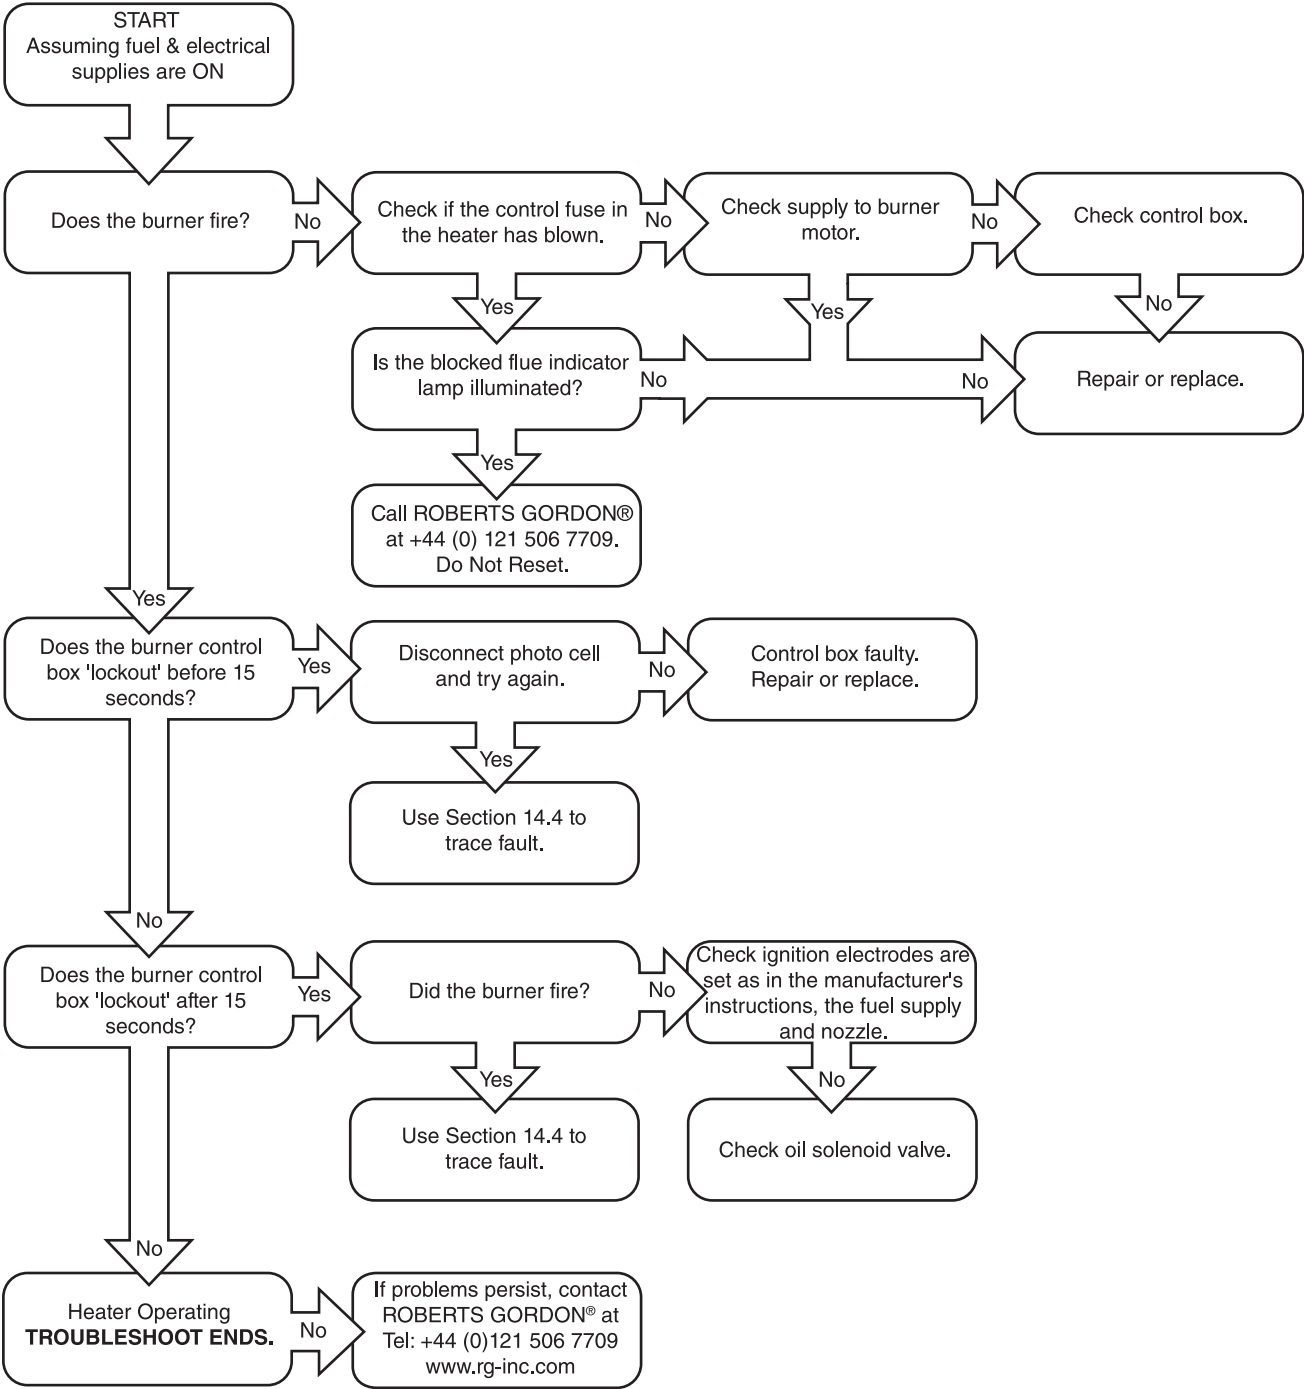 START
Assuming fuel & electrical
supplies are ON
Does the burner fire?
No
Check if the control fuse in
the heater has blown.
No
Check supply to burner
motor.
No
Check control box.
Yes
Yes
No
Is the blocked flue indicator
lamp illuminated?
No
No
Repair or replace.
Yes
Call ROBERTS GORDON®
at +44 (0) 121 506 7709.
Do Not Reset.
Yes
Does the burner control
box 'lockout' before 15
seconds?
Yes
Disconnect photo cell
and try again.
No
Control box faulty.
Repair or replace.
Yes
Use Section 14.4 to
trace fault.
No
Does the burner control
box 'lockout' after 15
seconds?
Yes
Did the burner fire?
No
Check ignition electrodes are
set as in the manufacturer's
instructions, the fuel supply
and nozzle.
Yes
No
Use Section 14.4 to
trace fault.
Check oil solenoid valve.
No
Heater Operating
TROUBLESHOOT ENDS.
No
If problems persist, contact
ROBERTS GORDON® at
Tel: +44 (0)121 506 7709
www.rg-inc.com